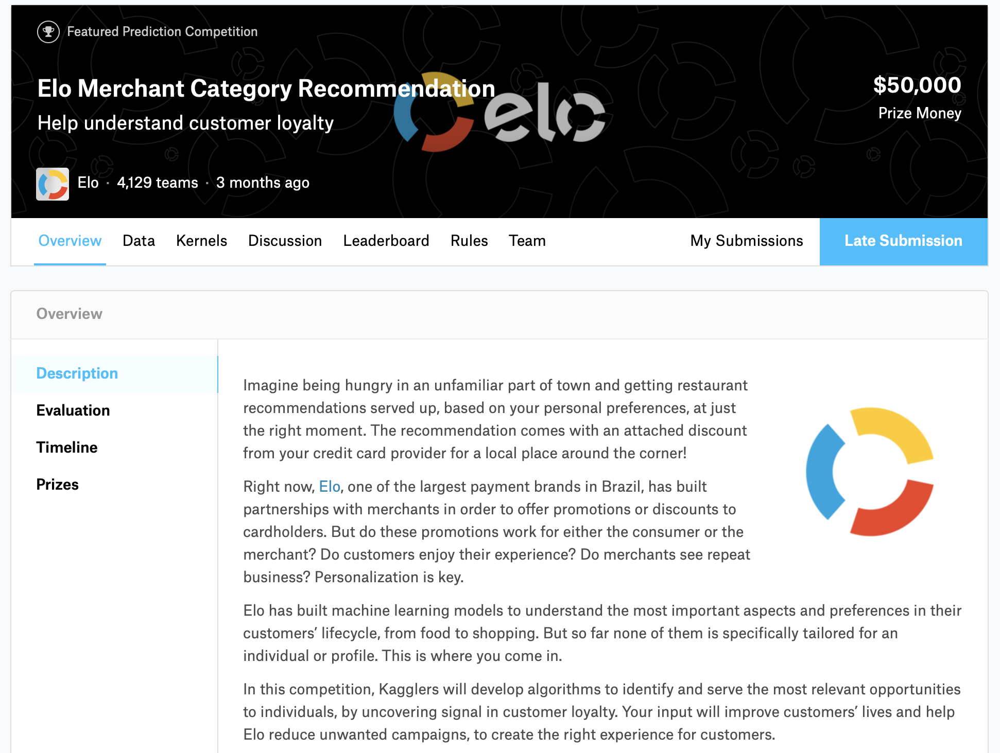 Featured Prediction Competition
Elo Merchant Category Recommendation
Help understand customer loyalty
elo
$50,000
Prize Money
Elo · 4,129 teams · 3 months ago
Overview Data Kernels Discussion Leaderboard Rules Team My Submissions Late Submission
Overview
Description
Evaluation
Timeline
Prizes
Imagine being hungry in an unfamiliar part of town and getting restaurant
recommendations served up, based on your personal preferences, at just
the right moment. The recommendation comes with an attached discount
from your credit card provider for a local place around the corner!
Right now, Elo, one of the largest payment brands in Brazil, has built
partnerships with merchants in order to offer promotions or discounts to
cardholders. But do these promotions work for either the consumer or the
merchant? Do customers enjoy their experience? Do merchants see repeat
business? Personalization is key.
Elo has built machine learning models to understand the most important aspects and preferences in their
customers’ lifecycle, from food to shopping. But so far none of them is specifically tailored for an
individual or profile. This is where you come in.
In this competition, Kagglers will develop algorithms to identify and serve the most relevant opportunities
to individuals, by uncovering signal in customer loyalty. Your input will improve customers’ lives and help
Elo reduce unwanted campaigns, to create the right experience for customers.